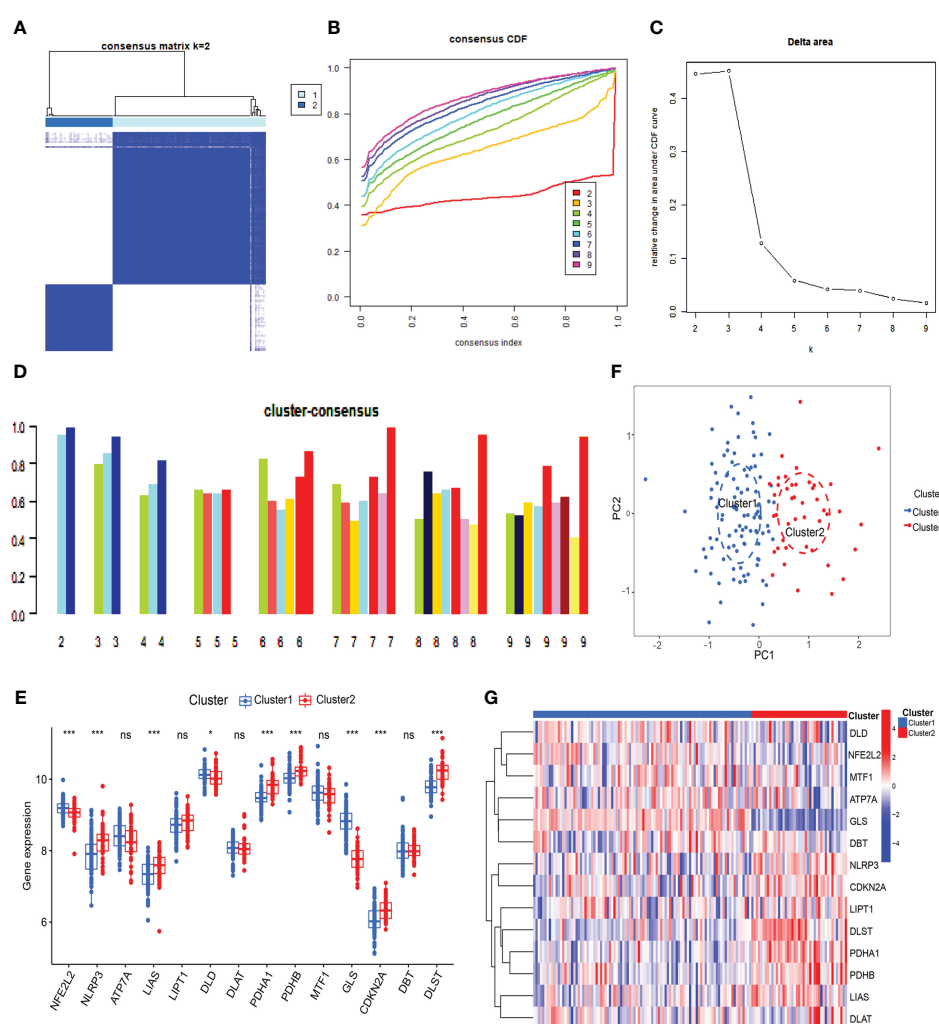 A
consensus matrix k=2
1
2
B
consensus CDF
1.0
0.8
0.6
0.4
0.2
0.0
2
3
4
5
6
7
8
9
0.0 0.2 0.4 0.6 0.8 1.0
consensus index
C
Delta area
relative change in area under CDF curve
0.4
0.3
0.2
0.1
0.0
2 3 4 5 6 7 8 9
k
D
cluster-consensus
1.0
0.8
0.6
0.4
0.2
0.0
2 3 3 4 4 5 5 5 6 6 6 7 7 7 7 8 8 8 8 9 9 9 9 9
F
PC2
1
0
−1
Cluster1
Cluster2
−2 −1 0 1 2
PC1
Cluste
Cluster
Cluster
E
Cluster Cluster1 Cluster2
*** *** ns *** ns * ns *** *** ns *** *** ns ***
Gene expression
10
8
6
NFE2L2 NLRP3 ATP7A LIAS LIPT1 DLD DLAT PDHA1 PDHB MTF1 GLS CDKN2A DBT DLST
G
Cluster
DLD
NFE2L2
MTF1
ATP7A
GLS
DBT
NLRP3
CDKN2A
LIPT1
DLST
PDHA1
PDHB
LIAS
DLAT
4
2
0
−2
−4
Cluster
Cluster1
Cluster2